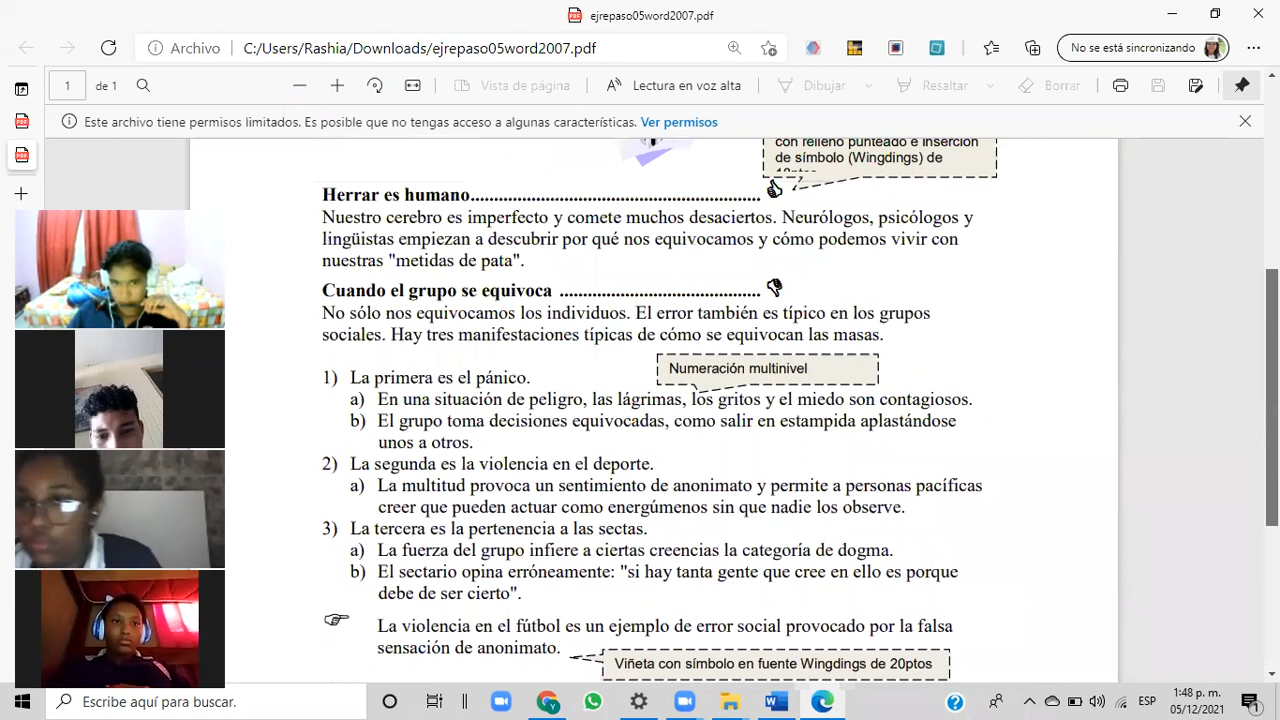 ejrepaso05word2007.pdf
Archivo C:/Users/Rashia/Downloads/ejrepaso05word2007.pdf No se está sincronizando
1 de 1 Vista de página Lectura en voz alta Dibujar Resaltar Borrar
Este archivo tiene permisos limitados. Es posible que no tengas acceso a algunas características. Ver permisos
con relleno punteado e inserción
de símbolo (Wingdings) de
Herrar es humano..............................................................
Nuestro cerebro es imperfecto y comete muchos desaciertos. Neurólogos, psicólogos y
lingüistas empiezan a descubrir por qué nos equivocamos y cómo podemos vivir con
nuestras "metidas de pata".
Cuando el grupo se equivoca ...........................................
No sólo nos equivocamos los individuos. El error también es típico en los grupos
sociales. Hay tres manifestaciones típicas de cómo se equivocan las masas.
Numeración multinivel
1) La primera es el pánico.
a) En una situación de peligro, las lágrimas, los gritos y el miedo son contagiosos.
b) El grupo toma decisiones equivocadas, como salir en estampida aplastándose
unos a otros.
2) La segunda es la violencia en el deporte.
a) La multitud provoca un sentimiento de anonimato y permite a personas pacíficas
creer que pueden actuar como energúmenos sin que nadie los observe.
3) La tercera es la pertenencia a las sectas.
a) La fuerza del grupo infiere a ciertas creencias la categoría de dogma.
b) El sectario opina erróneamente: "si hay tanta gente que cree en ello es porque
debe de ser cierto".
La violencia en el fútbol es un ejemplo de error social provocado por la falsa
sensación de anonimato.
Viñeta con símbolo en fuente Wingdings de 20ptos
Escribe aquí para buscar. ESP 1:48 p. m.
05/12/2021